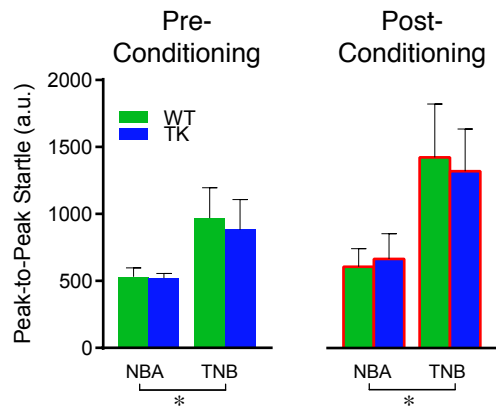 Pre-
Conditioning
Post-
Conditioning
Peak-to-Peak Startle (a.u.)
2000
1500
1000
500
0
WT
TK
NBA TNB
*
NBA TNB
*